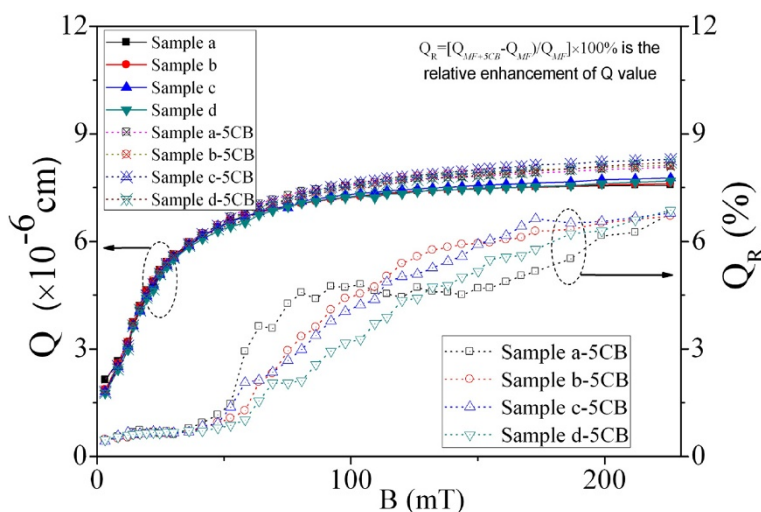 12
9
6
3
0
Q (×10⁻⁶ cm)
Sample a
Sample b
Sample c
Sample d
Sample a-5CB
Sample b-5CB
Sample c-5CB
Sample d-5CB
Q_R=[Q_MF+5CB-Q_MF)/Q_MF]×100% is the
relative enhancement of Q value
12
9
6
3
0
Q_R (%)
Sample a-5CB
Sample b-5CB
Sample c-5CB
Sample d-5CB
0 100 200
B (mT)